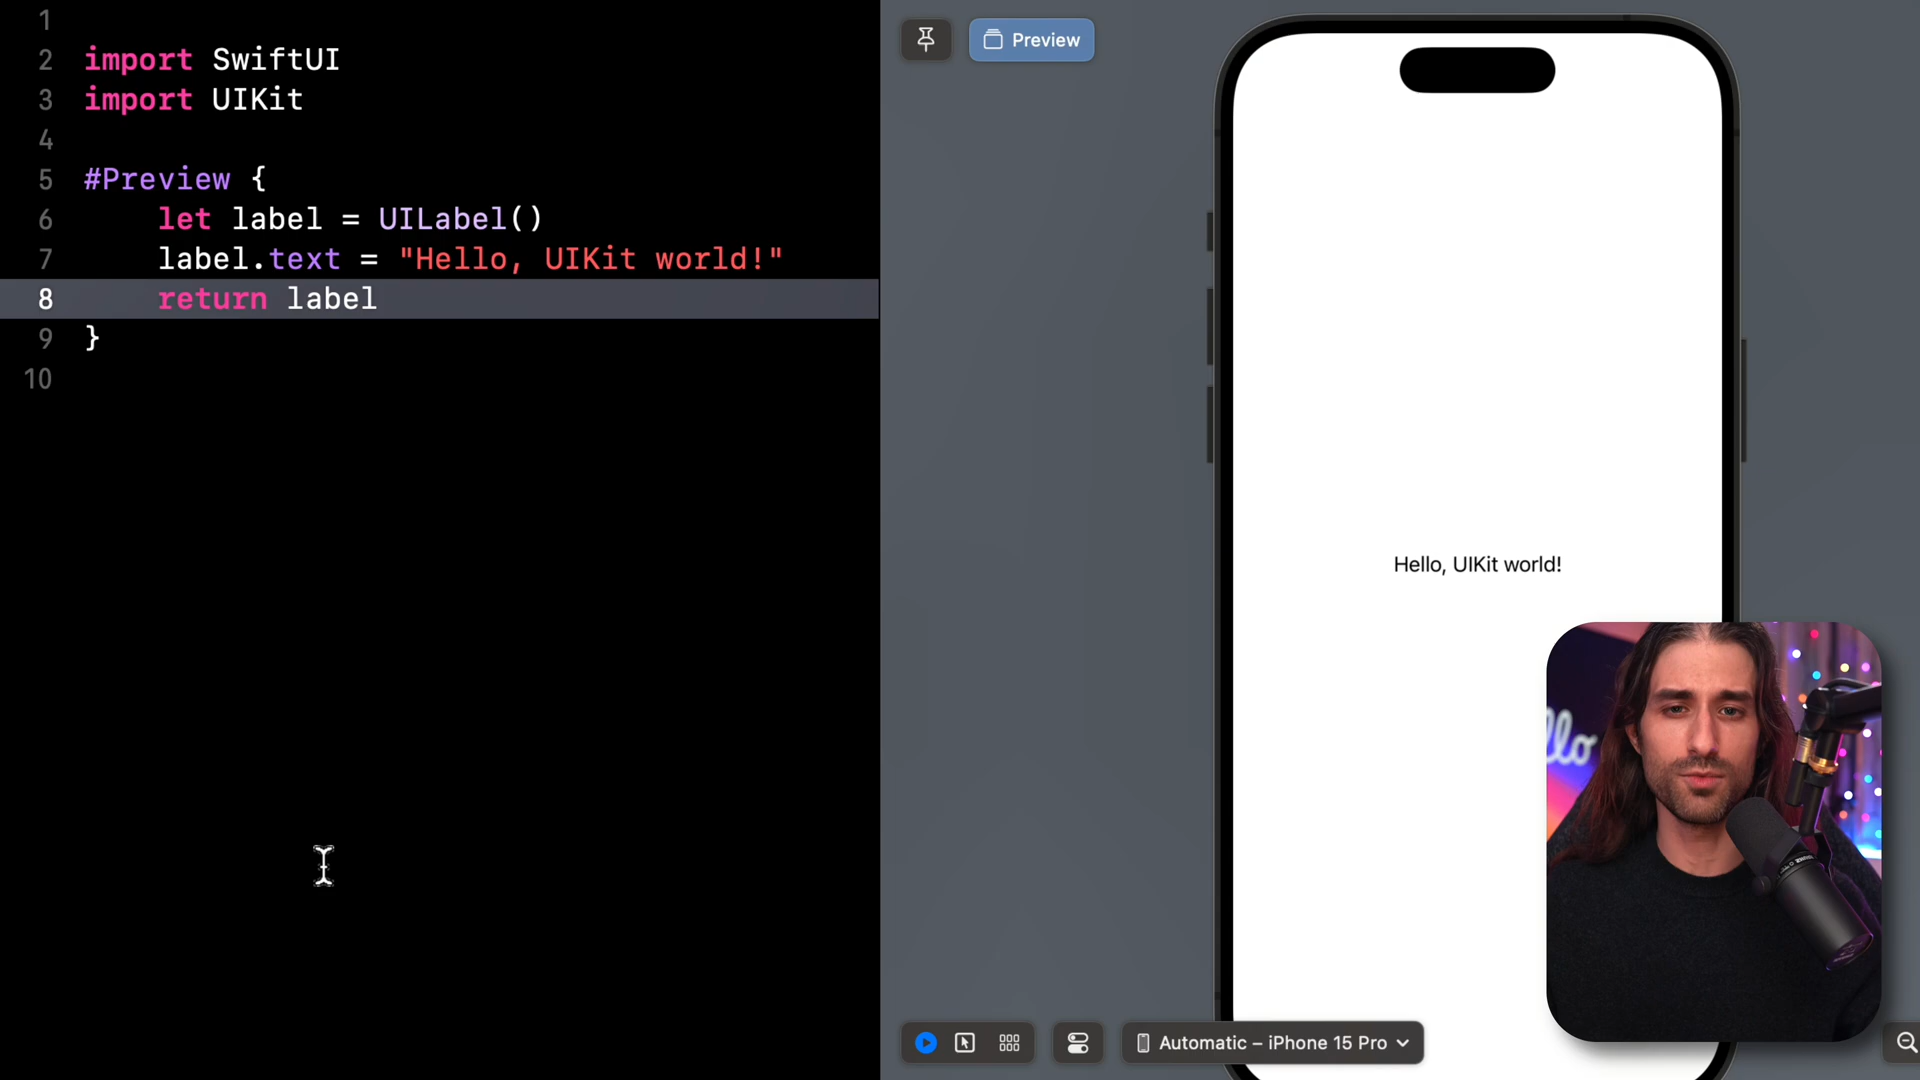 1
2 import SwiftUI
3 import UIKit
4
5 #Preview {
6 let label = UILabel()
7 label.text = "Hello, UIKit world!"
8 return label
9 }
10
Preview
Hello, UIKit world!
llo
Automatic – iPhone 15 Pro